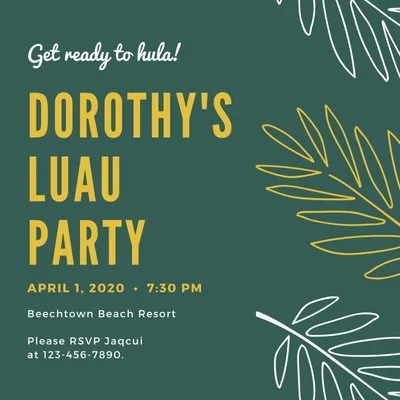 Get ready to hula!
DOROTHY'S
LUAU
PARTY
APRIL 1, 2020 • 7:30 PM
Beechtown Beach Resort
Please RSVP Jaqcui
at 123-456-7890.